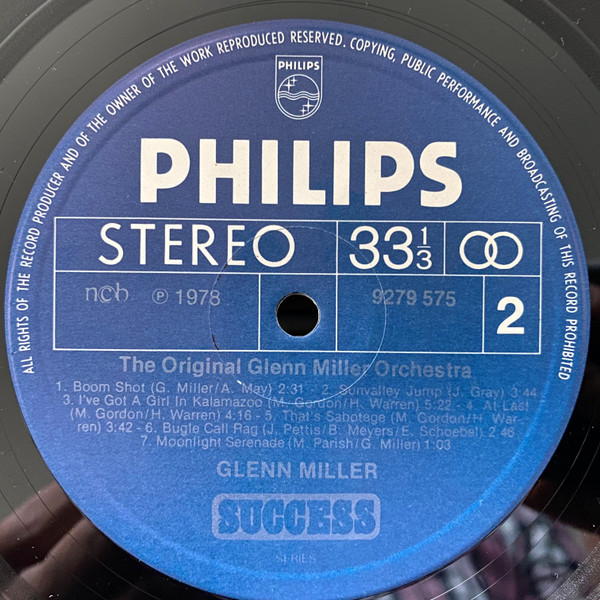 ALL RIGHTS OF THE RECORD PRODUCER AND OF THE OWNER OF THE WORK REPRODUCED RESERVED. COPYING, PUBLIC PERFORMANCE AND BROADCASTING OF THIS RECORD PROHIBITED
PHILIPS
PHILIPS
STEREO 33 1/3
ncb ℗ 1978 9279 575 2
The Original Glenn Miller Orchestra
1. Boom Shot (G. Miller/A. May) 2:31 - 2. Sunvalley Jump (J. Gray) 3:44
3. I've Got A Girl In Kalamazoo (M. Gordon/H. Warren) 5:22 - 4. At Last
(M. Gordon/H. Warren) 4:16 - 5. That's Sabotage (M. Gordon/H. War-
ren) 3:42 - 6. Bugle Call Rag (J. Pettis/B. Meyers/E. Schoebel) 2:46
7. Moonlight Serenade (M. Parish/G. Miller) 1:03
GLENN MILLER
SUCCESS
SERIES